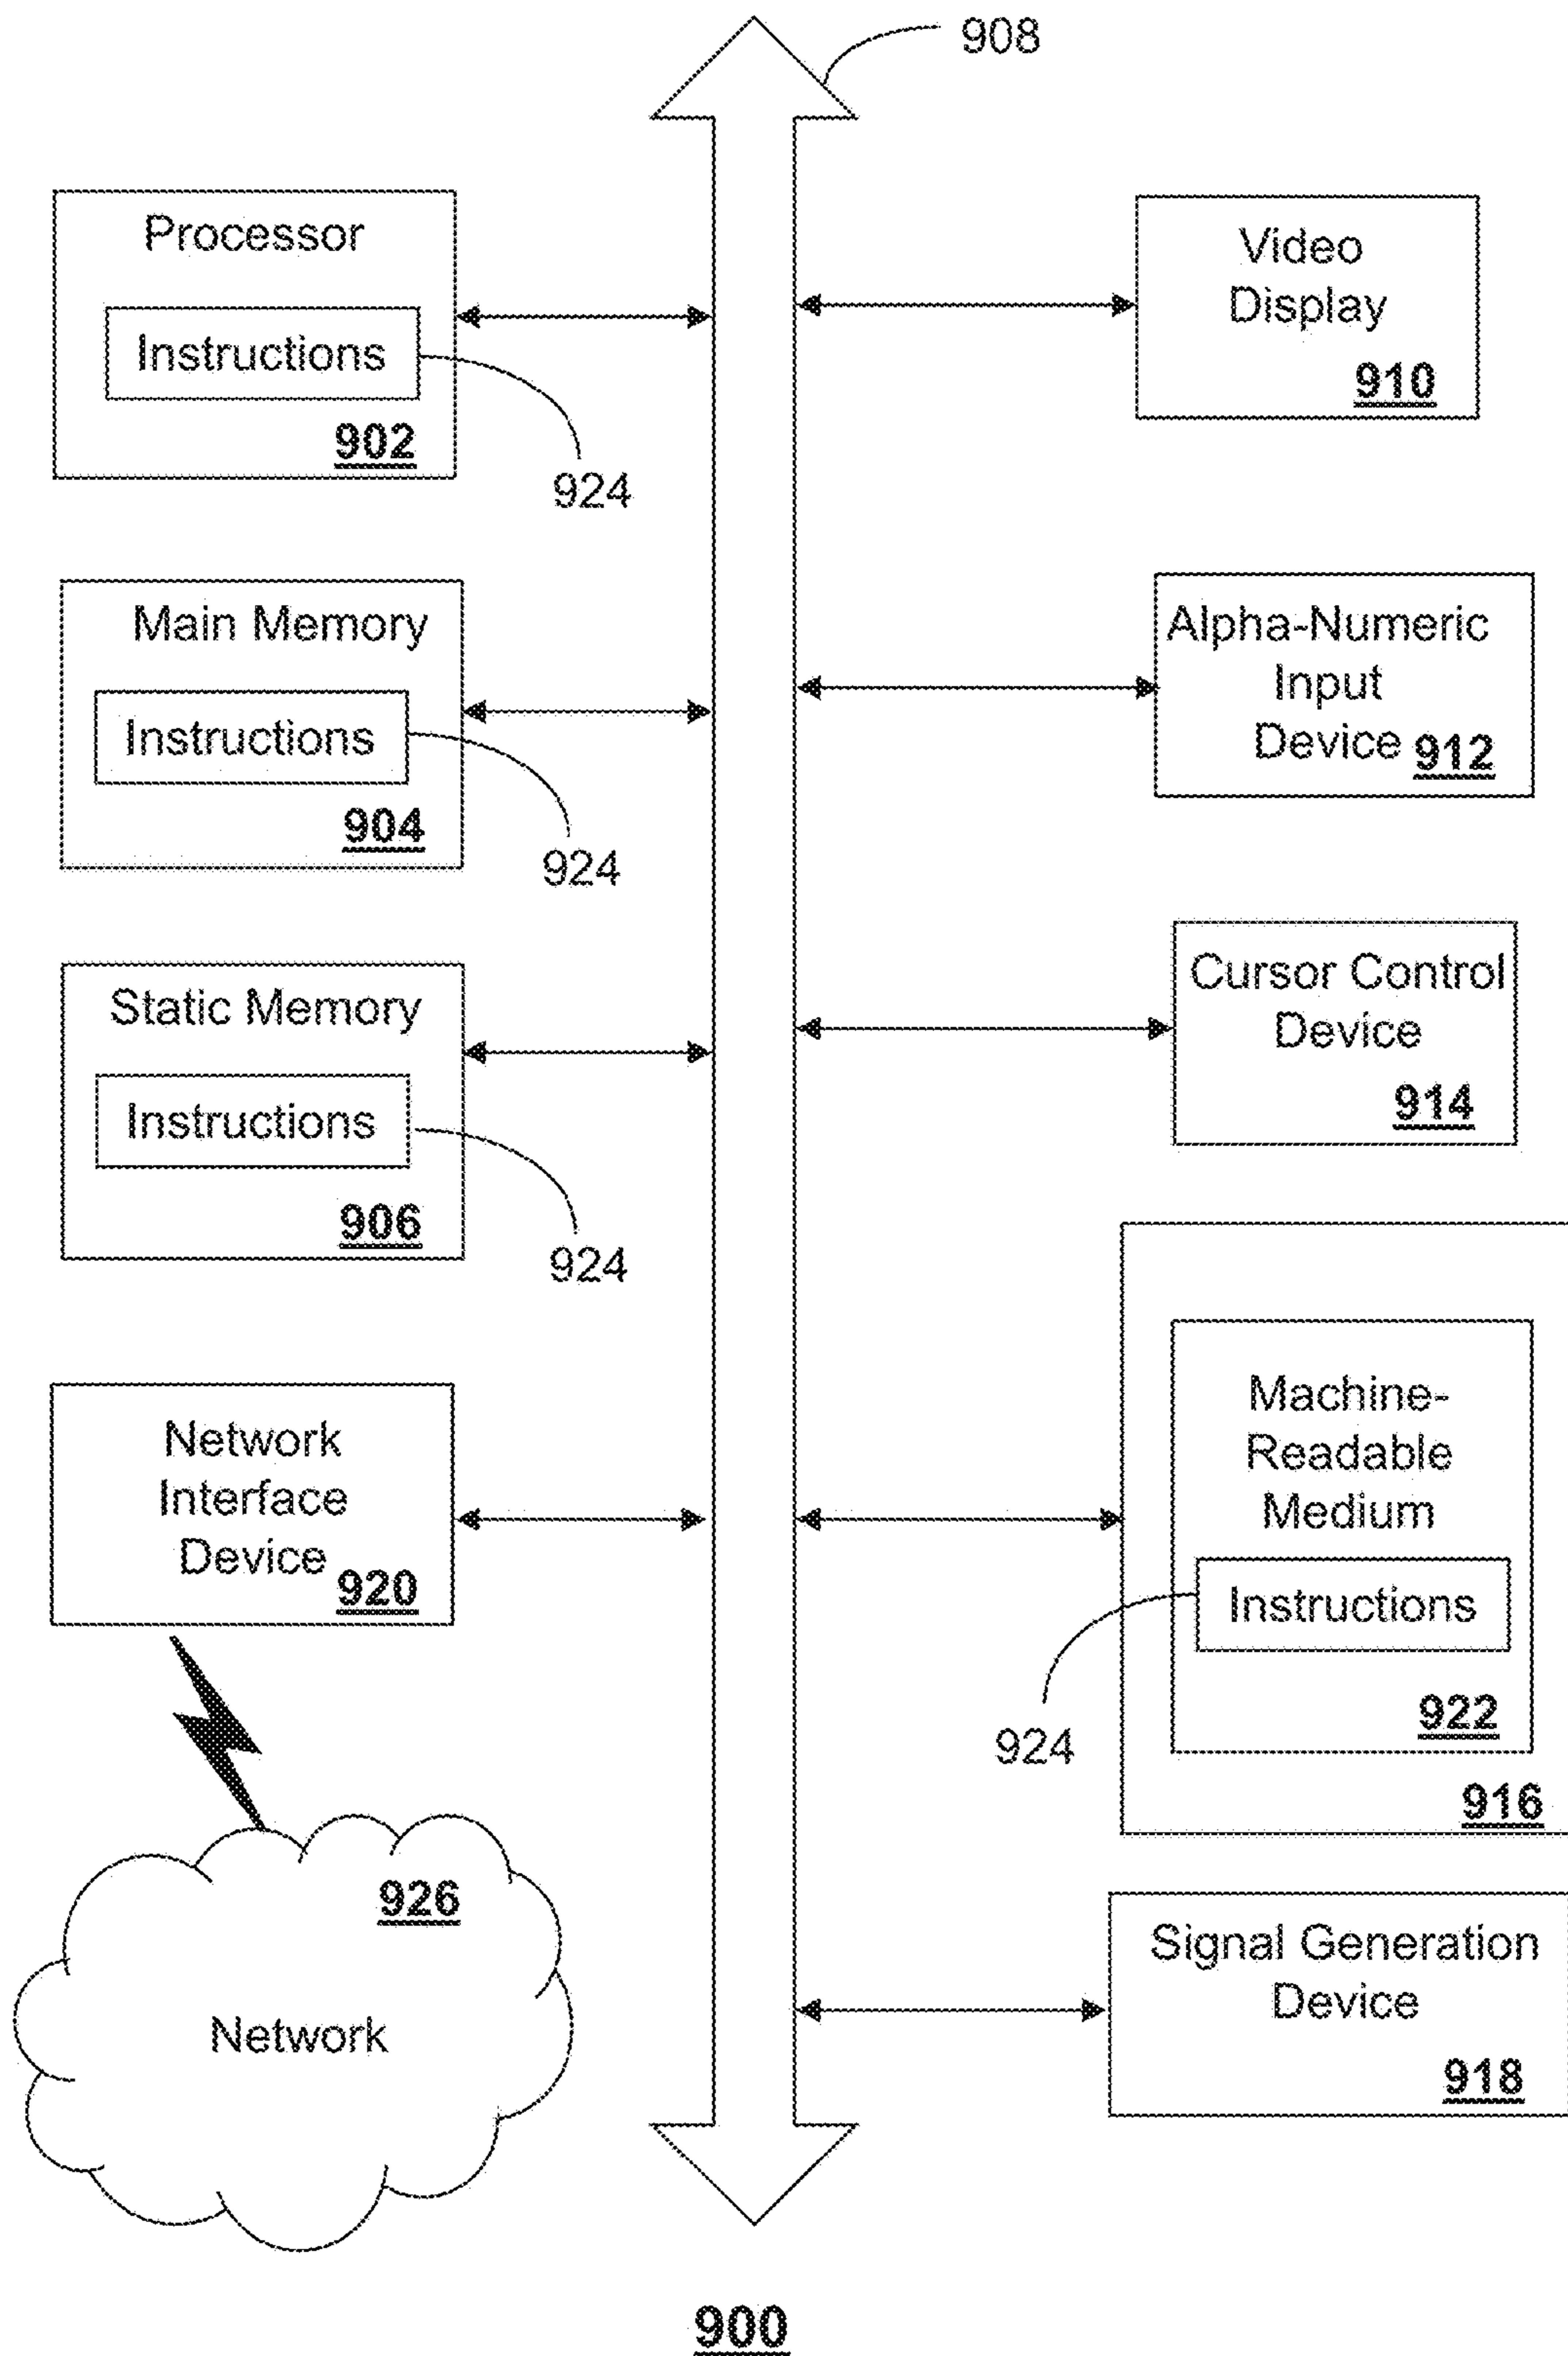 908
Processor
Instructions
902
924
Main Memory
Instructions
904
924
Static Memory
Instructions
906
924
Network
Interface
Device
920
926
Network
Video
Display
910
Alpha-Numeric
Input
Device
912
Cursor Control
Device
914
Machine-
Readable
Medium
Instructions
924
922
916
Signal Generation
Device
918
900